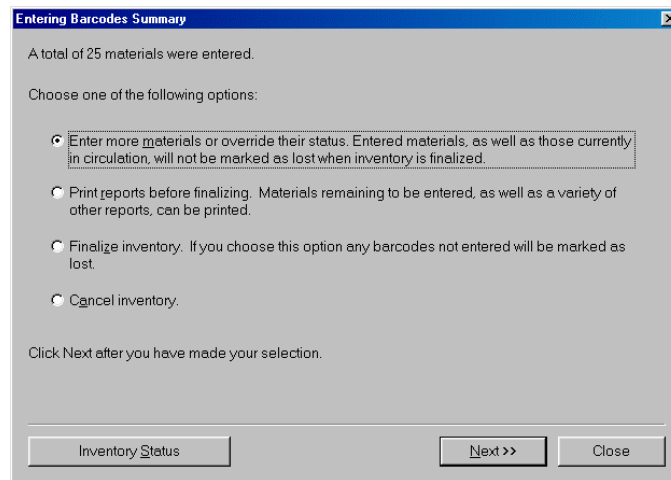 Entering Barcodes Summary
A total of 25 materials were entered.
Choose one of the following options:
Enter more materials or override their status. Entered materials, as well as those currently
in circulation, will not be marked as lost when inventory is finalized.
Print reports before finalizing. Materials remaining to be entered, as well as a variety of
other reports, can be printed.
Finalize inventory. If you choose this option any barcodes not entered will be marked as
lost.
Cancel inventory.
Click Next after you have made your selection.
Inventory Status
Next >>
Close